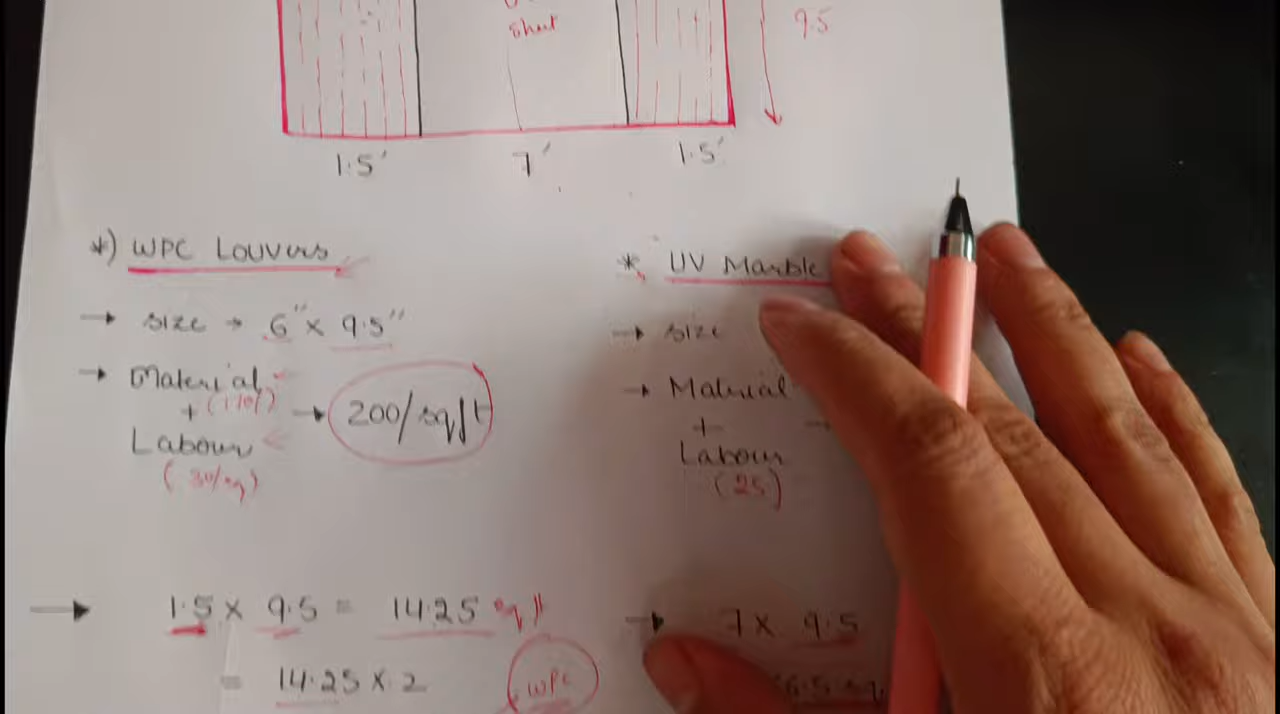 sheet
9.5
1.5' 7' 1.5'
*) WPC Louvers
→ size → 6" x 9.5"
→ Material
+ (170/)
Labour
(30/sq)
→ 200/sqft
→ 1.5 x 9.5 = 14.25 sqft
= 14.25 x 2
WPC
* UV Marble
→ size
→ Material
+ →
Labour
(25)
→ 7 x 9.5